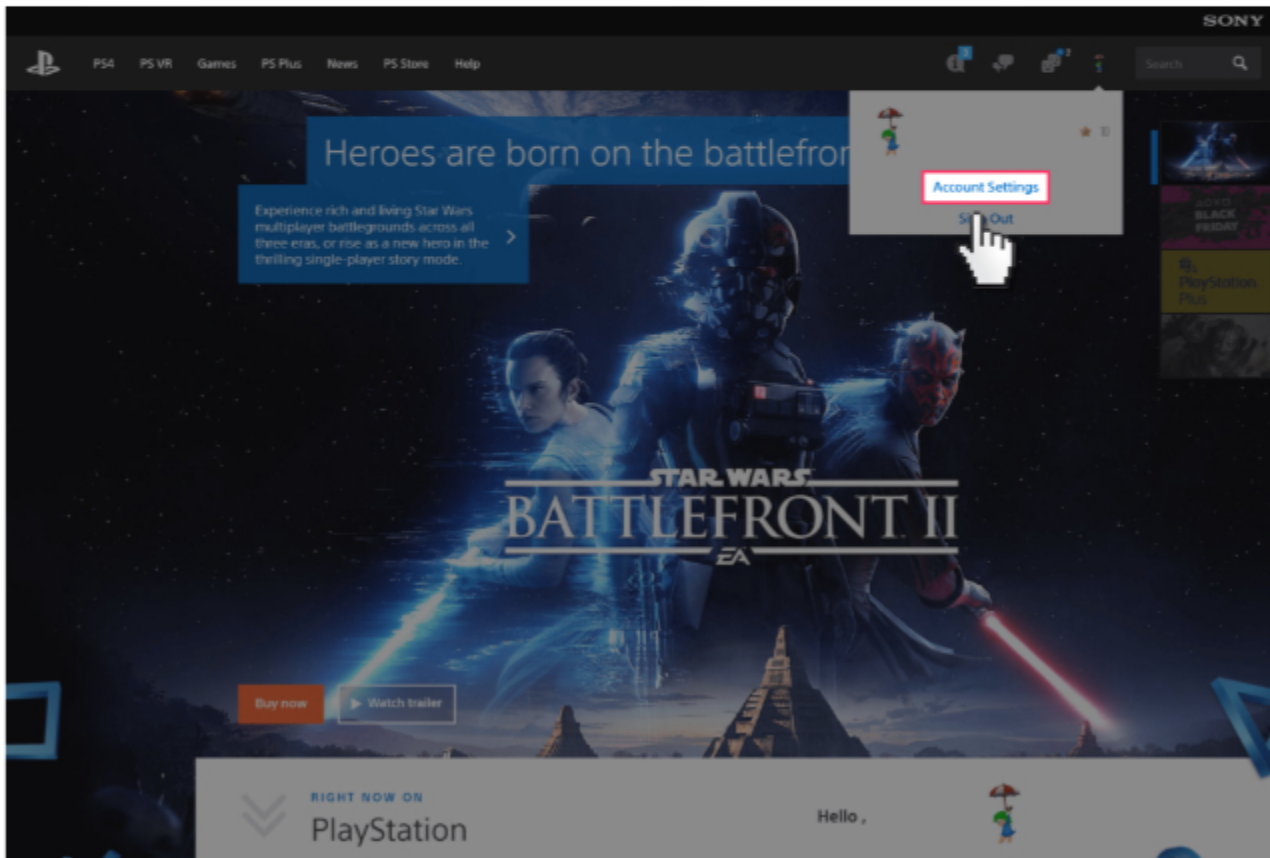 SONY
PS4 PS VR Games PS Plus News PS Store Help
2
Search
Heroes are born on the battlefron
10
Account Settings
Experience rich and living Star Wars
multiplayer battlegrounds across all
three eras, or rise as a new hero in the
thrilling single-player story mode.
Out
BLACK
FRIDAY
PlayStation
Plus
STAR WARS
BATTLEFRONT II
EA
Buy now
Watch trailer
RIGHT NOW ON
PlayStation
Hello ,